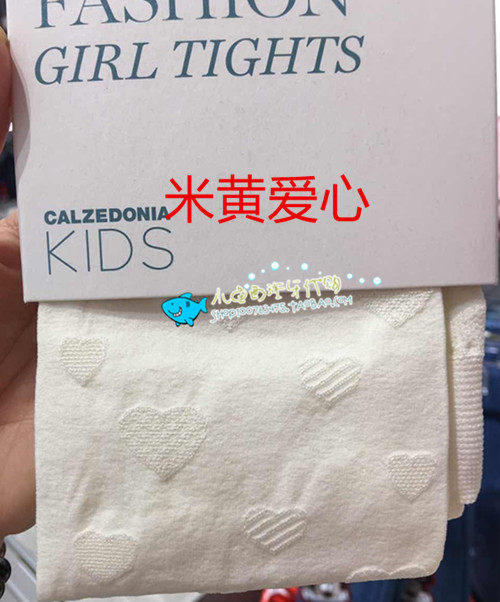 FASHION
GIRL TIGHTS
CALZEDONIA
KIDS
米黄爱心